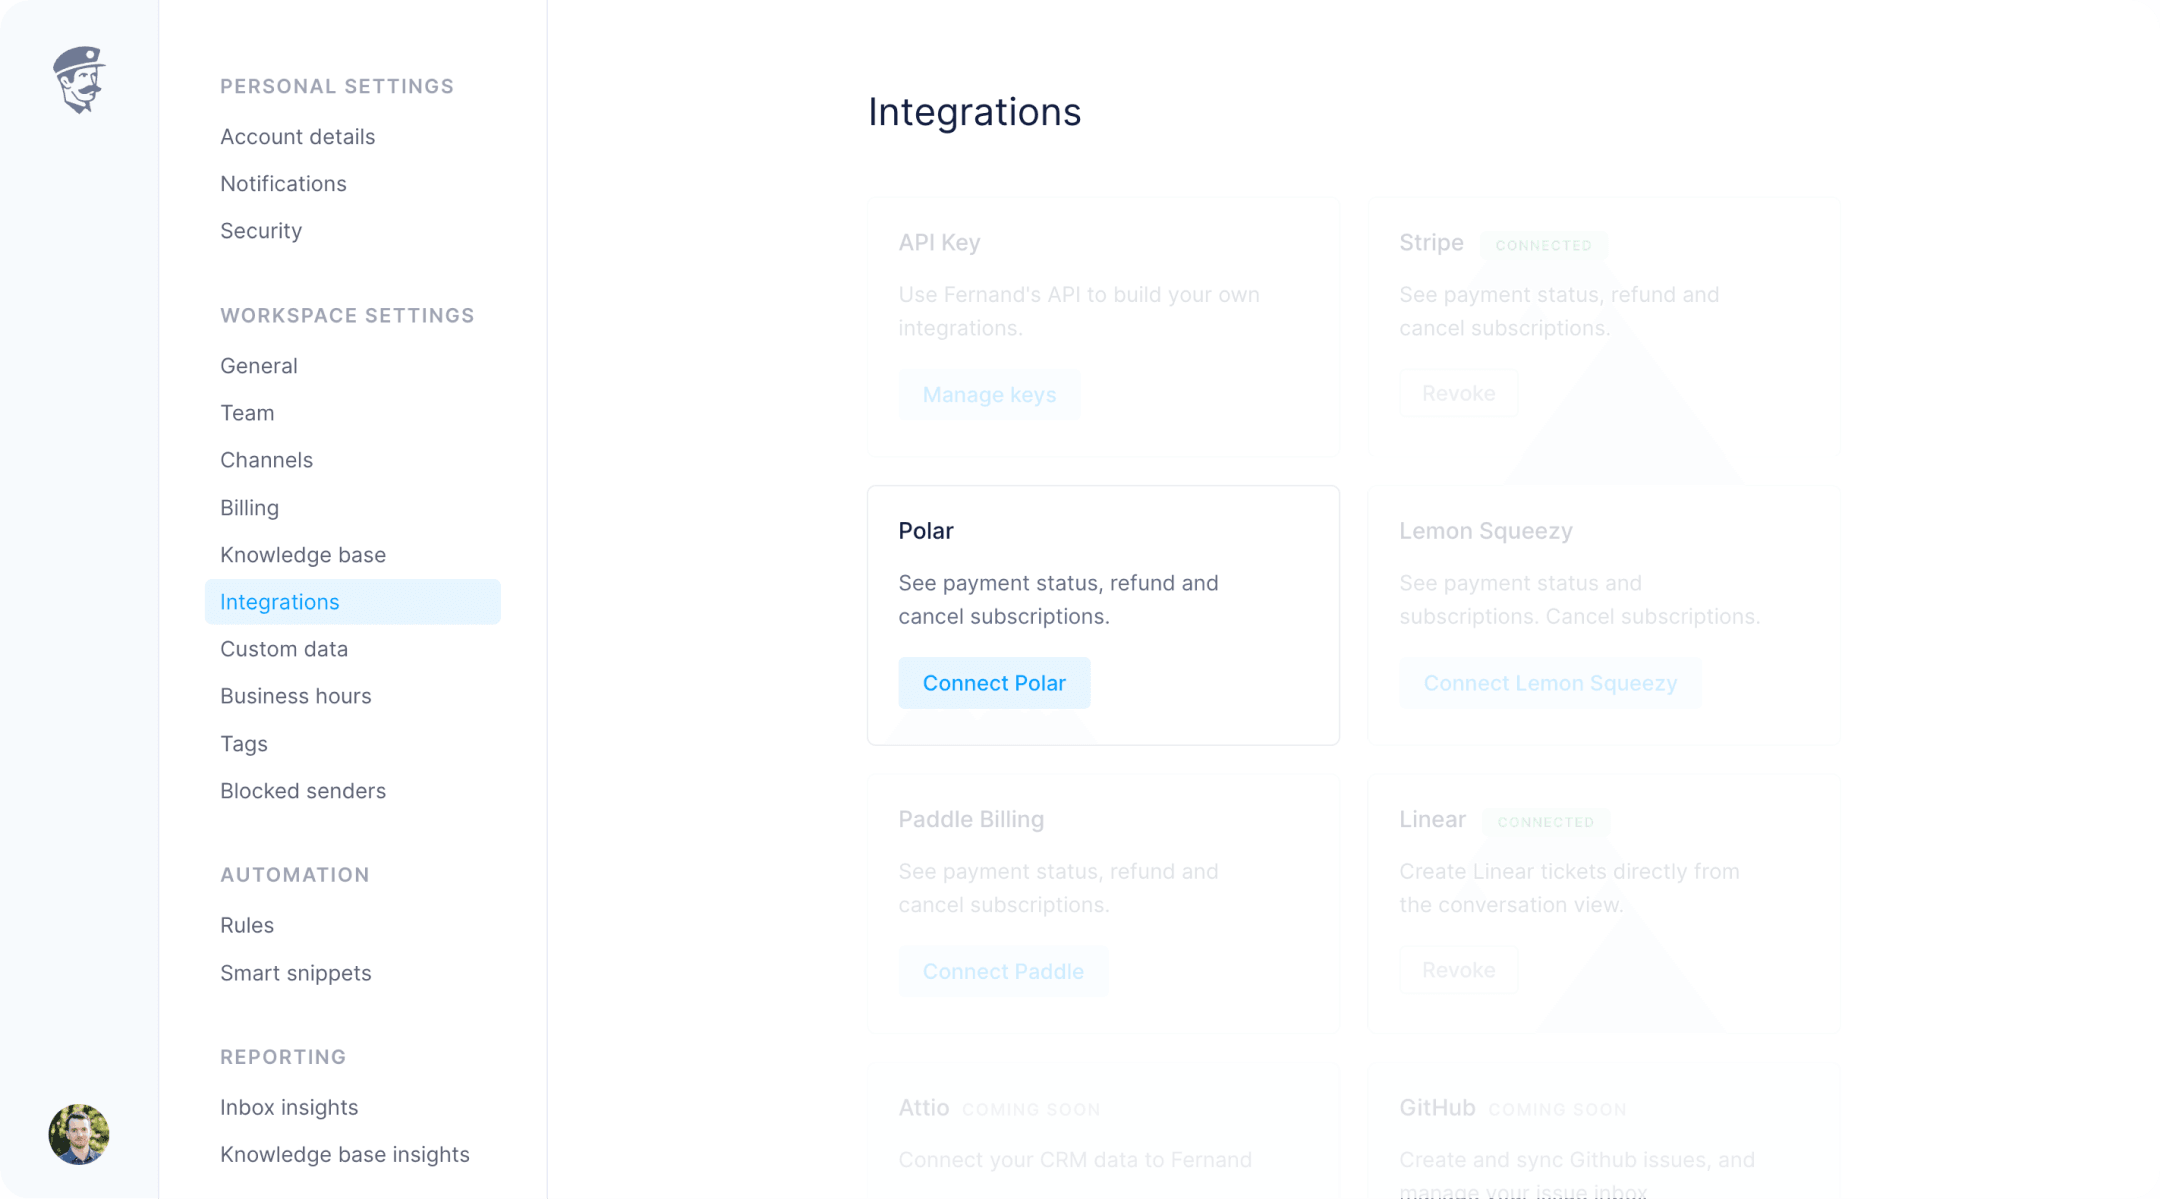 PERSONAL SETTINGS
Account details
Notifications
Security
WORKSPACE SETTINGS
General
Team
Channels
Billing
Knowledge base
Integrations
Custom data
Business hours
Tags
Blocked senders
AUTOMATION
Rules
Smart snippets
REPORTING
Inbox insights
Knowledge base insights
Integrations
API Key
Use Fernand's API to build your own
integrations.
Manage keys
Stripe CONNECTED
See payment status, refund and
cancel subscriptions.
Revoke
Polar
See payment status, refund and
cancel subscriptions.
Connect Polar
Lemon Squeezy
See payment status and
subscriptions. Cancel subscriptions.
Connect Lemon Squeezy
Paddle Billing
See payment status, refund and
cancel subscriptions.
Connect Paddle
Linear CONNECTED
Create Linear tickets directly from
the conversation view.
Revoke
Attio COMING SOON
Connect your CRM data to Fernand
GitHub COMING SOON
Create and sync Github issues, and
manage your issue inbox